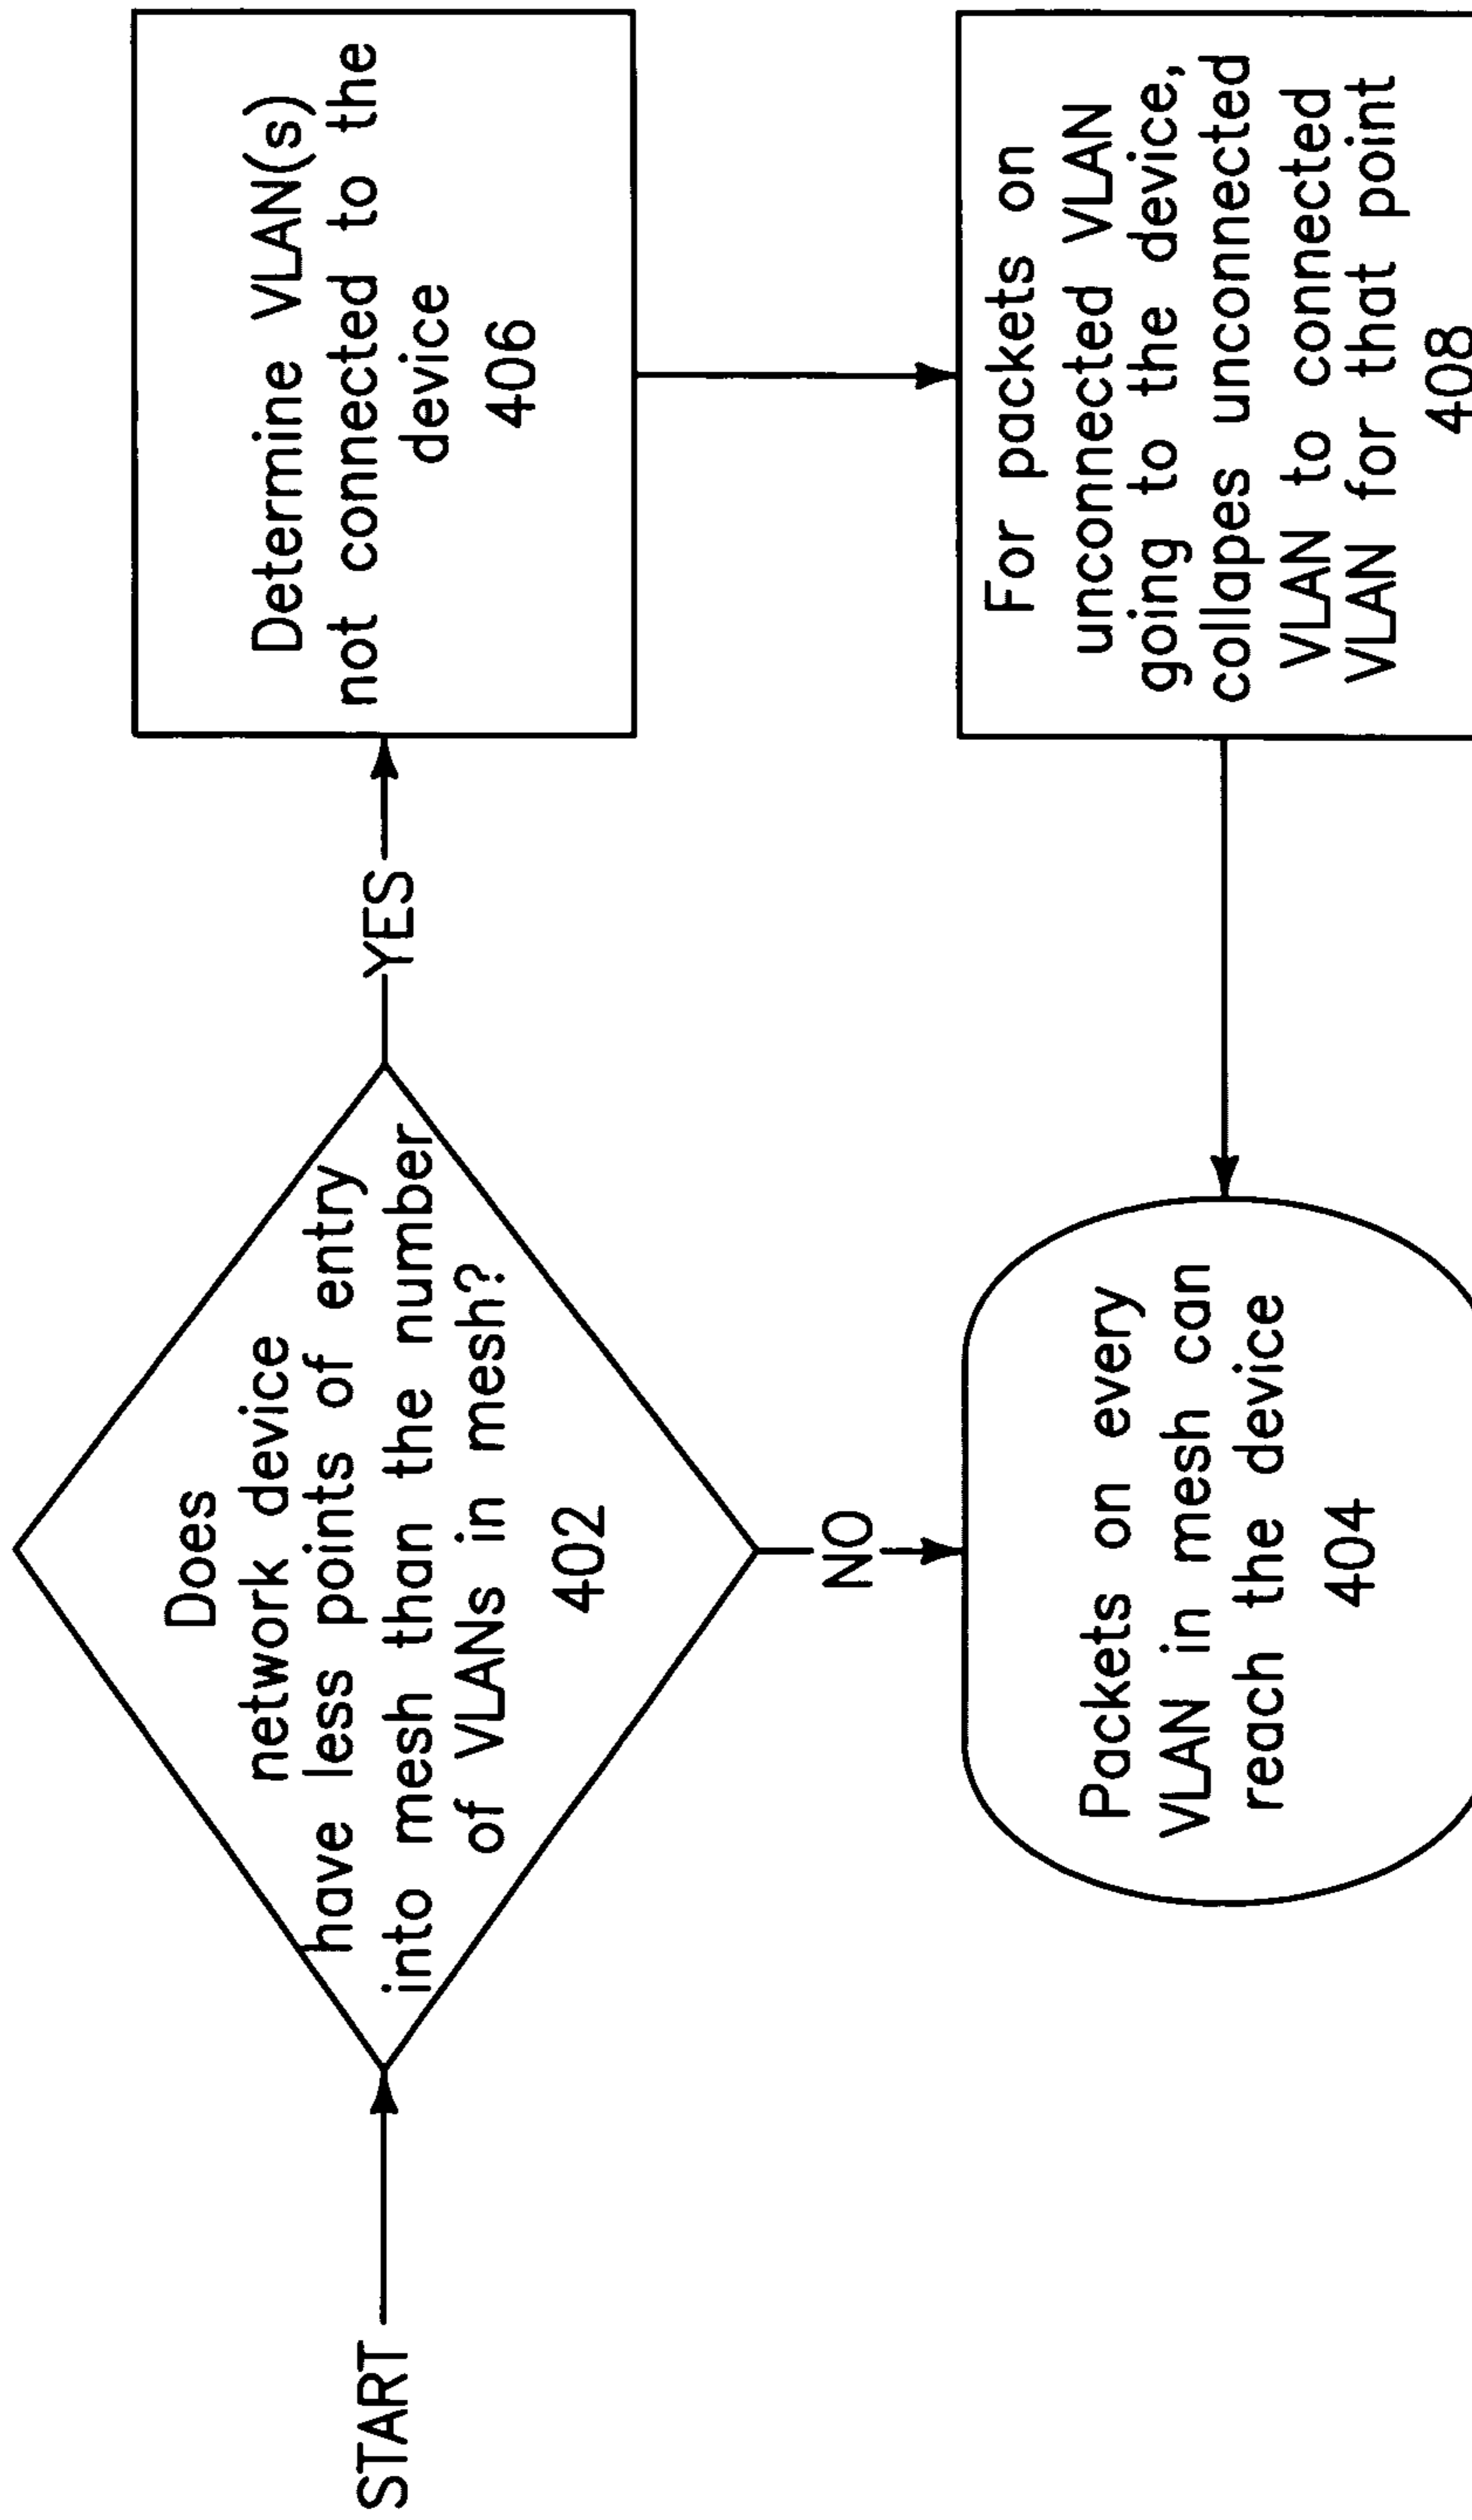 START
Does
network device
have less points of entry
into mesh than the number
of VLANs in mesh?
402
YES
Determine VLAN(s)
not connected to the
device
406
NO
Packets on every
VLAN in mesh can
reach the device
404
For packets on
unconnected VLAN
going to the device,
collapes unconnected
VLAN to connected
VLAN for that point
408